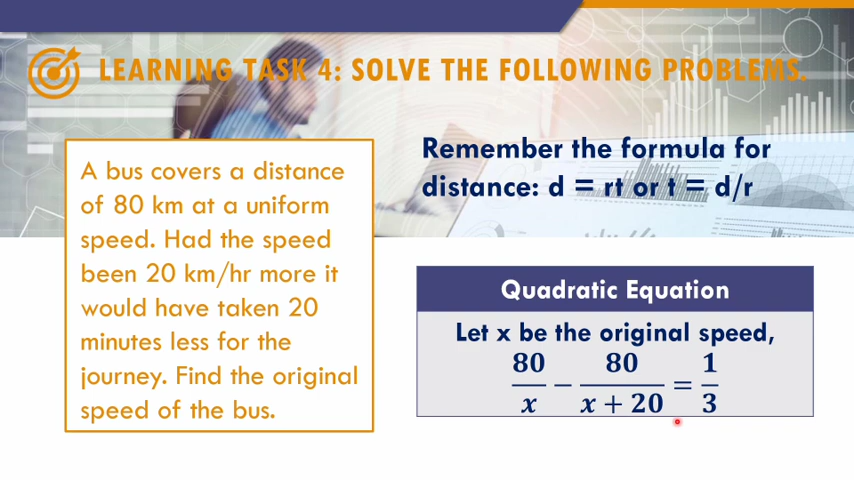 LEARNING TASK 4: SOLVE THE FOLLOWING PROBLEMS.
A bus covers a distance
of 80 km at a uniform
speed. Had the speed
been 20 km/hr more it
would have taken 20
minutes less for the
journey. Find the original
speed of the bus.
Remember the formula for
distance: d = rt or t = d/r
Quadratic Equation
Let x be the original speed,
80/x − 80/(x + 20) = 1/3